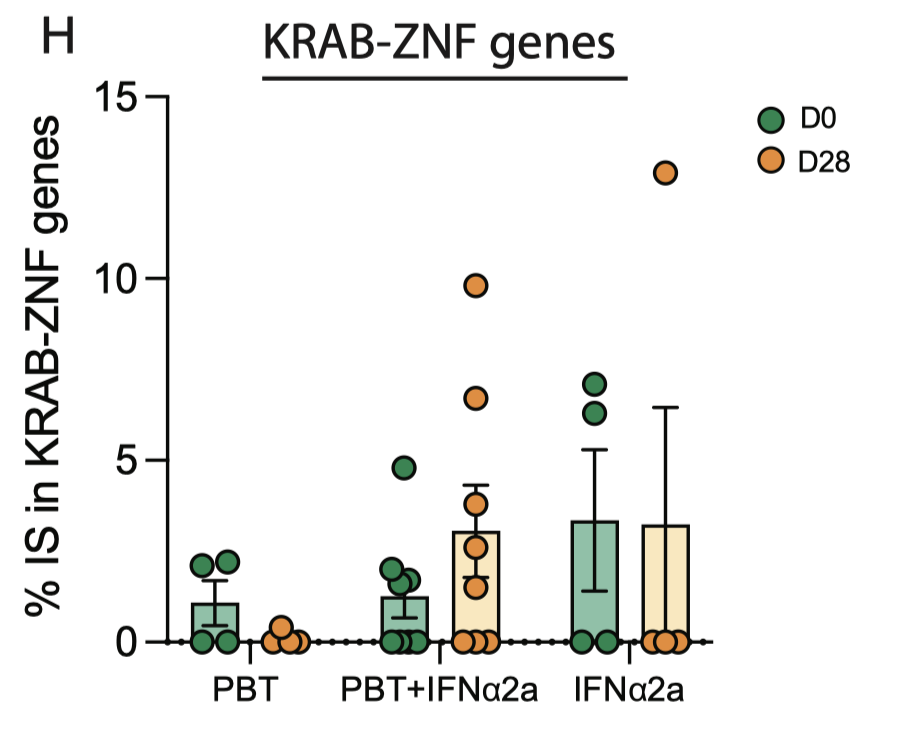 H
KRAB-ZNF genes
% IS in KRAB-ZNF genes
15
10
5
0
D0
D28
PBT
PBT+IFNα2a
IFNα2a